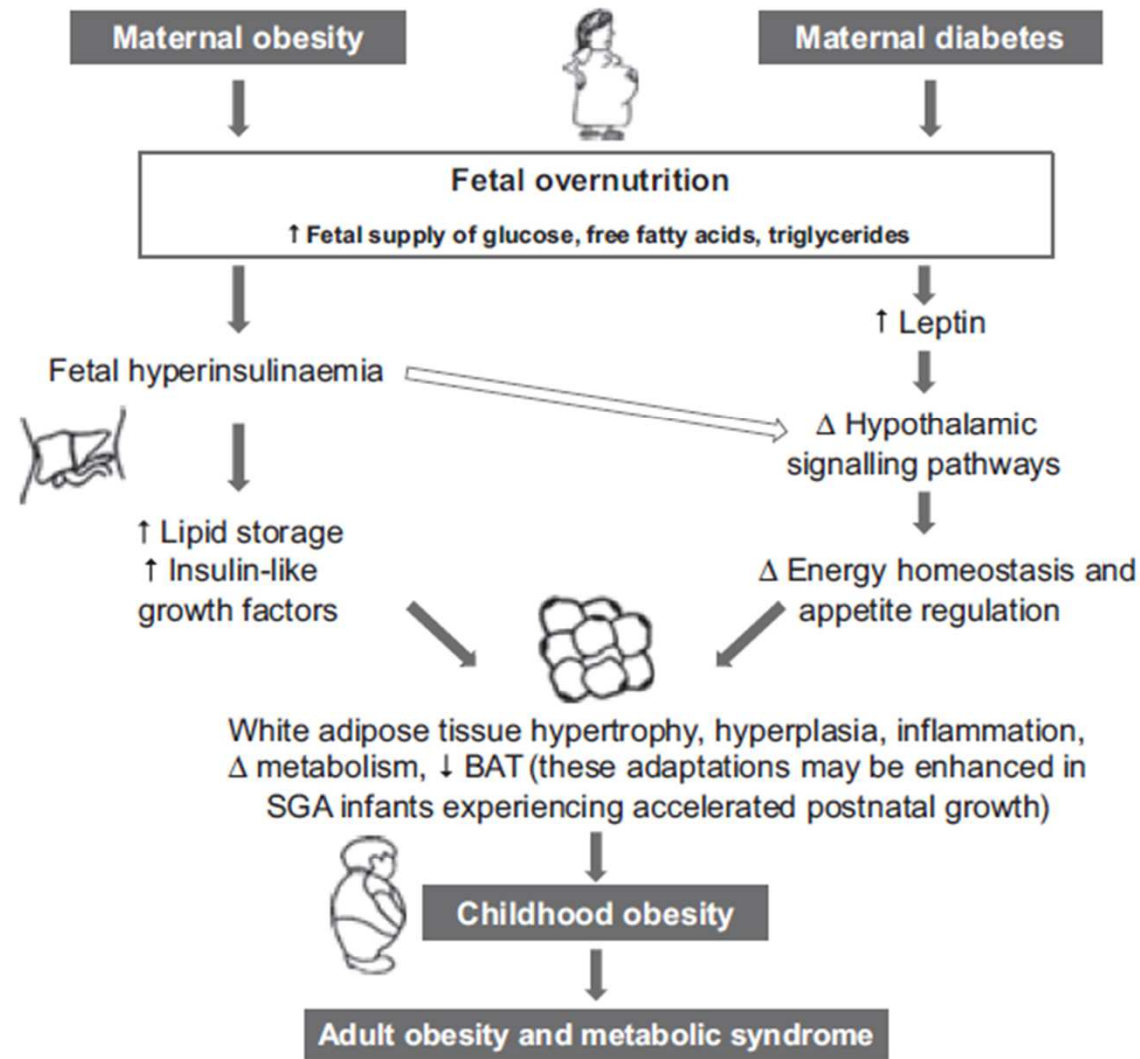 Maternal obesity
Maternal diabetes
Fetal overnutrition
↑ Fetal supply of glucose, free fatty acids, triglycerides
↑ Leptin
Fetal hyperinsulinaemia
Δ Hypothalamic
signalling pathways
↑ Lipid storage
↑ Insulin-like
growth factors
Δ Energy homeostasis and
appetite regulation
White adipose tissue hypertrophy, hyperplasia, inflammation,
Δ metabolism, ↓ BAT (these adaptations may be enhanced in
SGA infants experiencing accelerated postnatal growth)
Childhood obesity
Adult obesity and metabolic syndrome